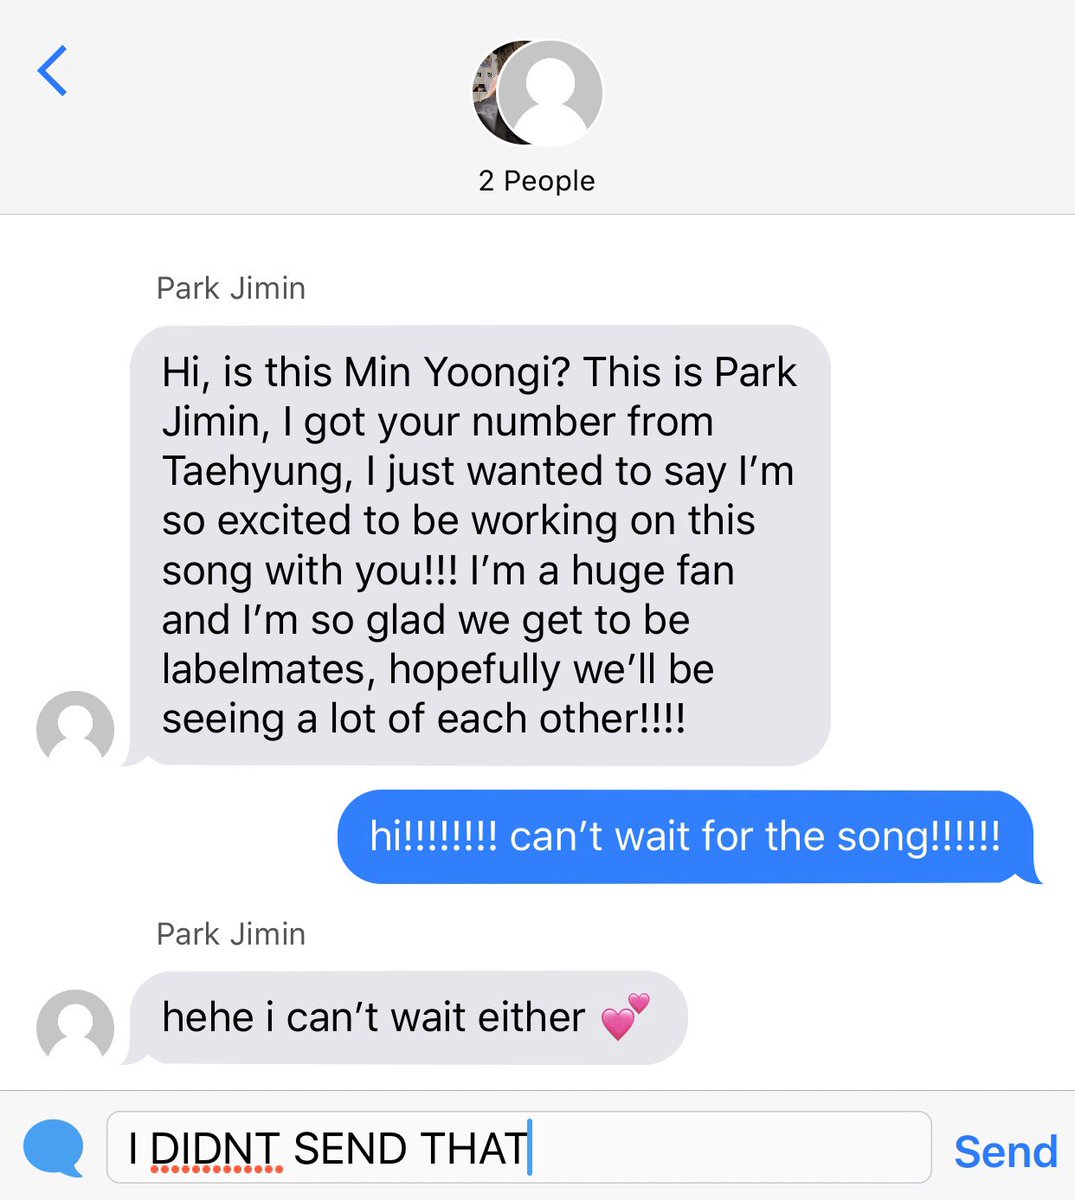 2 People
Park Jimin
Hi, is this Min Yoongi? This is Park
Jimin, I got your number from
Taehyung, I just wanted to say I’m
so excited to be working on this
song with you!!! I’m a huge fan
and I’m so glad we get to be
labelmates, hopefully we’ll be
seeing a lot of each other!!!!
hi!!!!!!!! can’t wait for the song!!!!!!
Park Jimin
hehe i can’t wait either 💕
I DIDNT SEND THAT
Send